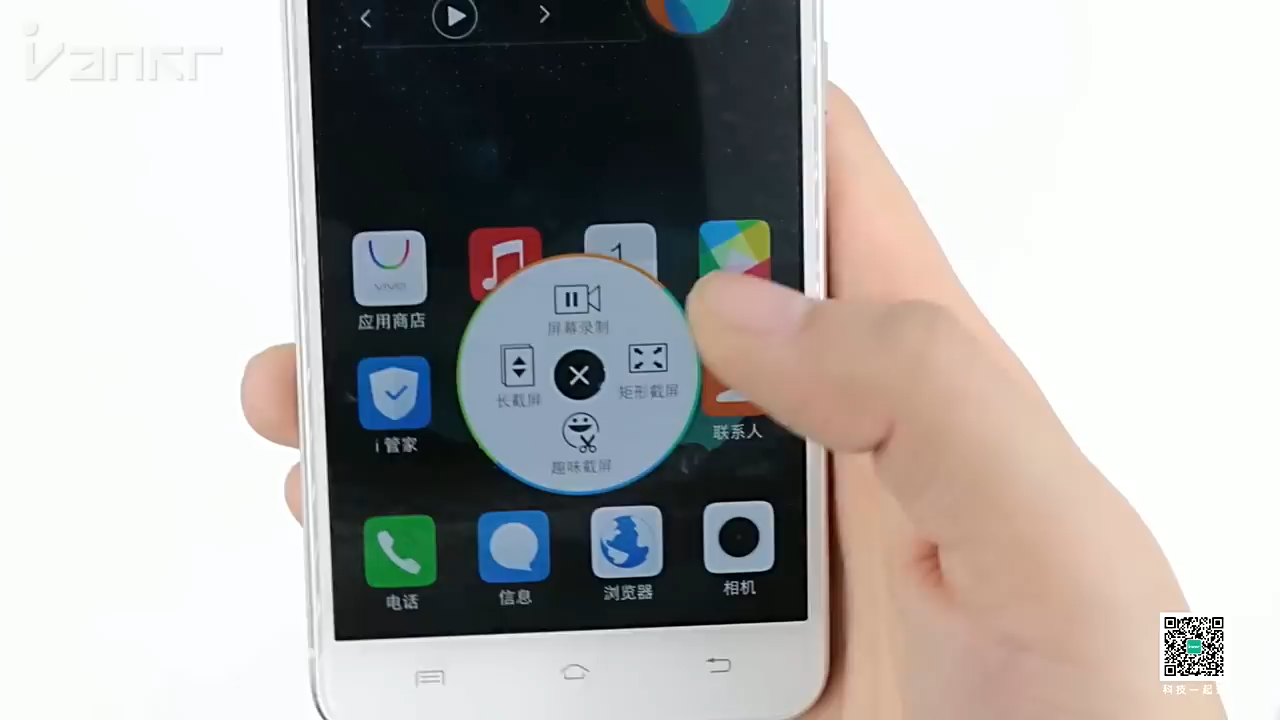 ivankr
1
vivo
应用商店
屏幕录制
长截屏
矩形截屏
趣味截屏
i 管家
联系人
电话
信息
浏览器
相机
科技一起